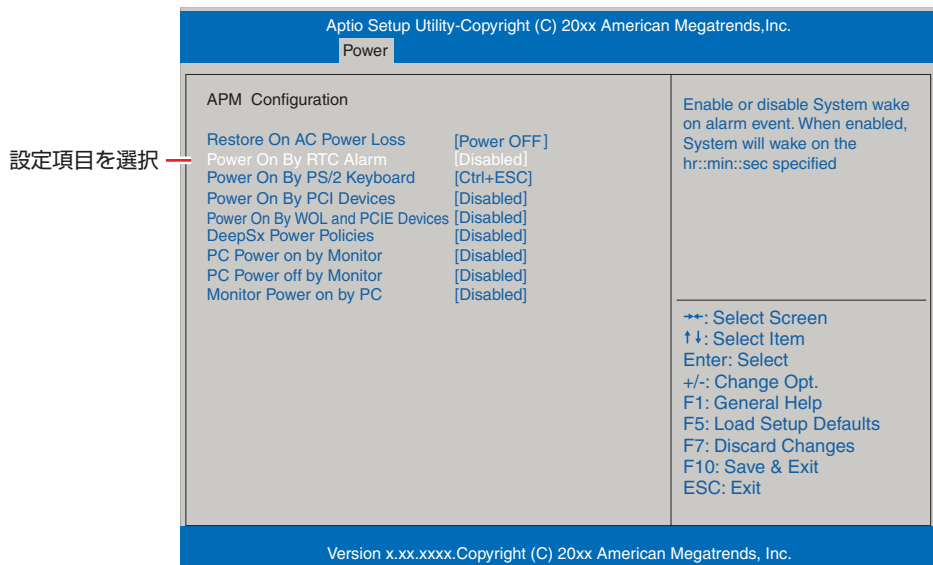 Aptio Setup Utility-Copyright (C) 20xx American Megatrends,Inc.
Power
APM Configuration
Restore On AC Power Loss [Power OFF]
設定項目を選択
Power On By RTC Alarm [Disabled]
Power On By PS/2 Keyboard [Ctrl+ESC]
Power On By PCI Devices [Disabled]
Power On By WOL and PCIE Devices [Disabled]
DeepSx Power Policies [Disabled]
PC Power on by Monitor [Disabled]
PC Power off by Monitor [Disabled]
Monitor Power on by PC [Disabled]
Enable or disable System wake
on alarm event. When enabled,
System will wake on the
hr::min::sec specified
→←: Select Screen
↑↓: Select Item
Enter: Select
+/-: Change Opt.
F1: General Help
F5: Load Setup Defaults
F7: Discard Changes
F10: Save & Exit
ESC: Exit
Version x.xx.xxxx.Copyright (C) 20xx American Megatrends, Inc.